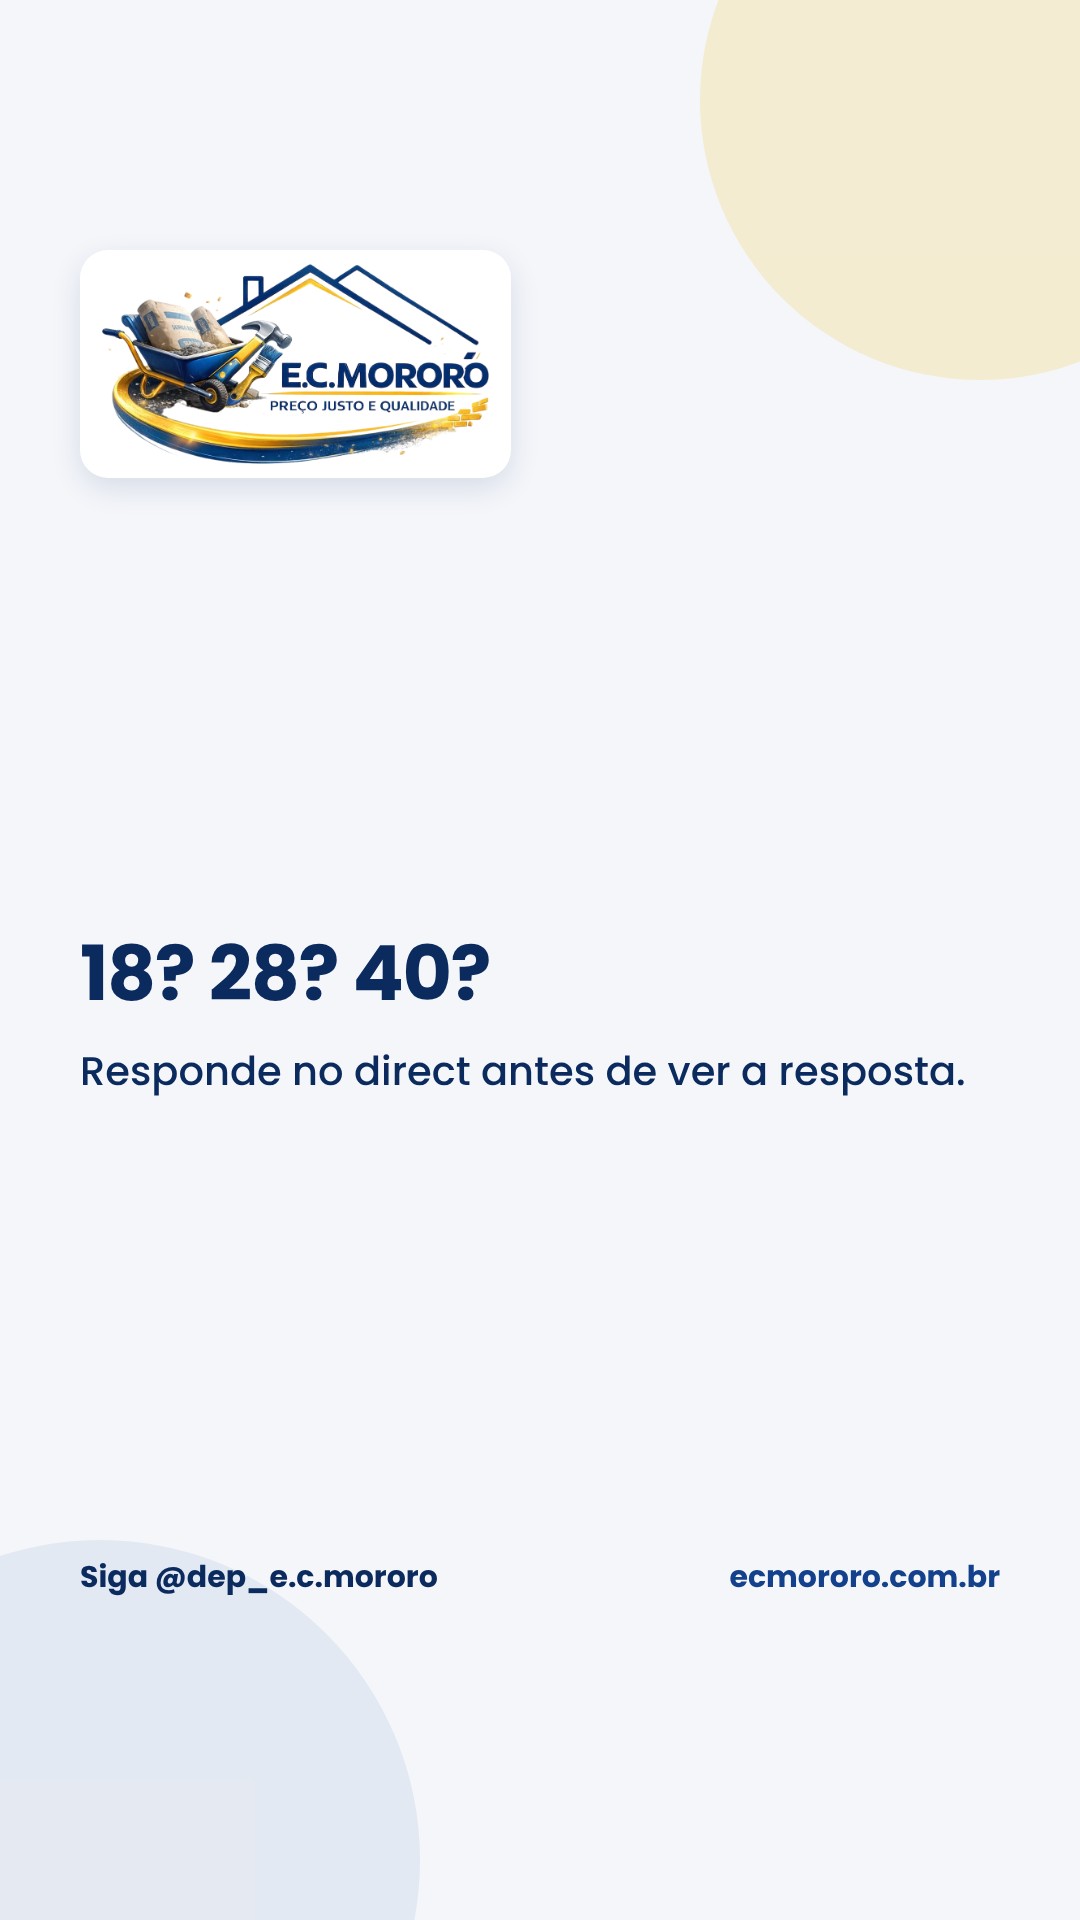 E.C.MORORÓ
PREÇO JUSTO E QUALIDADE
18? 28? 40?
Responde no direct antes de ver a resposta.
Siga @dep_e.c.mororo
ecmororo.com.br